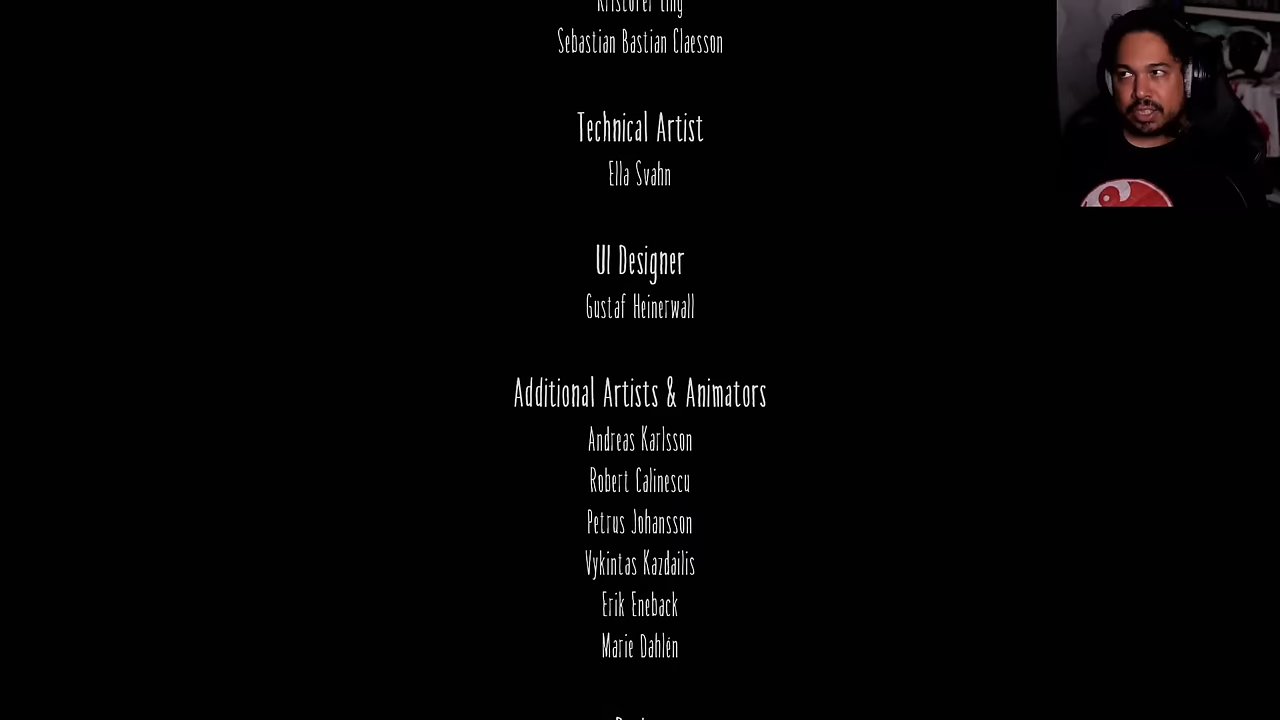 Sebastian Bastian Claesson
Technical Artist
Ella Svahn
UI Designer
Gustaf Heinerwall
Additional Artists & Animators
Andreas Karlsson
Robert Calinescu
Petrus Johansson
Vykintas Kazdailis
Erik Eneback
Marie Dahlén